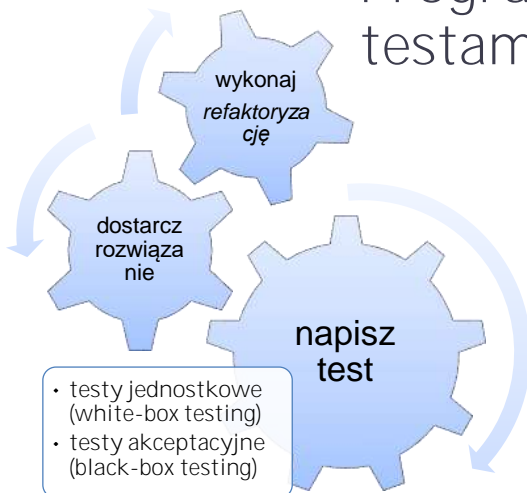 testam
wykonaj
refaktoryza
cję
dostarcz
rozwiąza
nie
napisz
test
• testy jednostkowe
(white-box testing)
• testy akceptacyjne
(black-box testing)